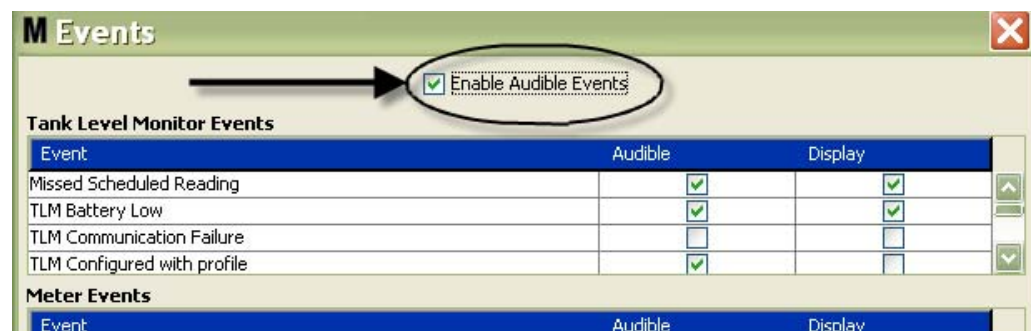 M Events
Enable Audible Events
Tank Level Monitor Events
Event Audible Display
Missed Scheduled Reading
TLM Battery Low
TLM Communication Failure
TLM Configured with profile
Meter Events
Event Audible Display